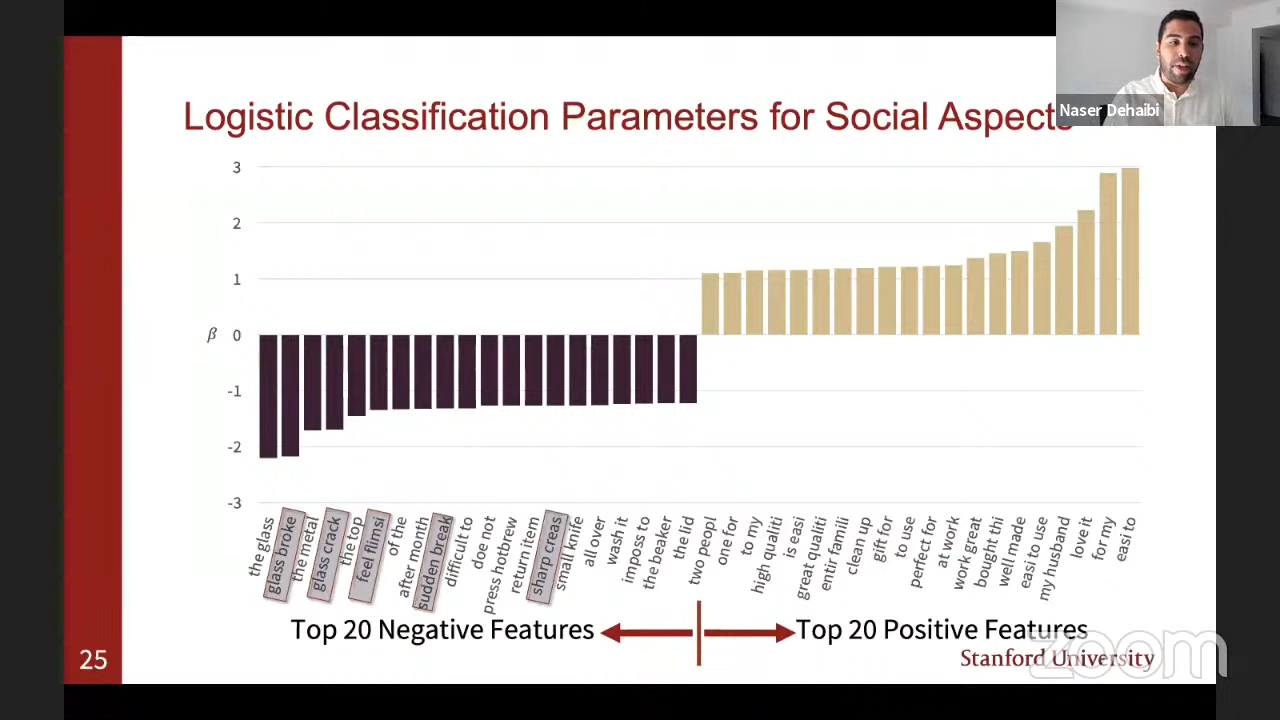 Naser Dehaibi
Logistic Classification Parameters for Social Aspects
3
2
1
β 0
-1
-2
-3
the glass
glass broke
the metal
glass crack
the top
feel flimsi
of the
after month
sudden break
difficult to
doe not
press hotbrew
return item
sharp creas
small knife
all over
wash it
imposs to
the beaker
the lid
two peopl
one for
to my
high qualiti
is easi
great qualiti
entir famili
clean up
gift for
to use
perfect for
at work
work great
bought thi
well made
easi to use
my husband
love it
for my
easi to
Top 20 Negative Features
Top 20 Positive Features
25
Stanford University
zoom